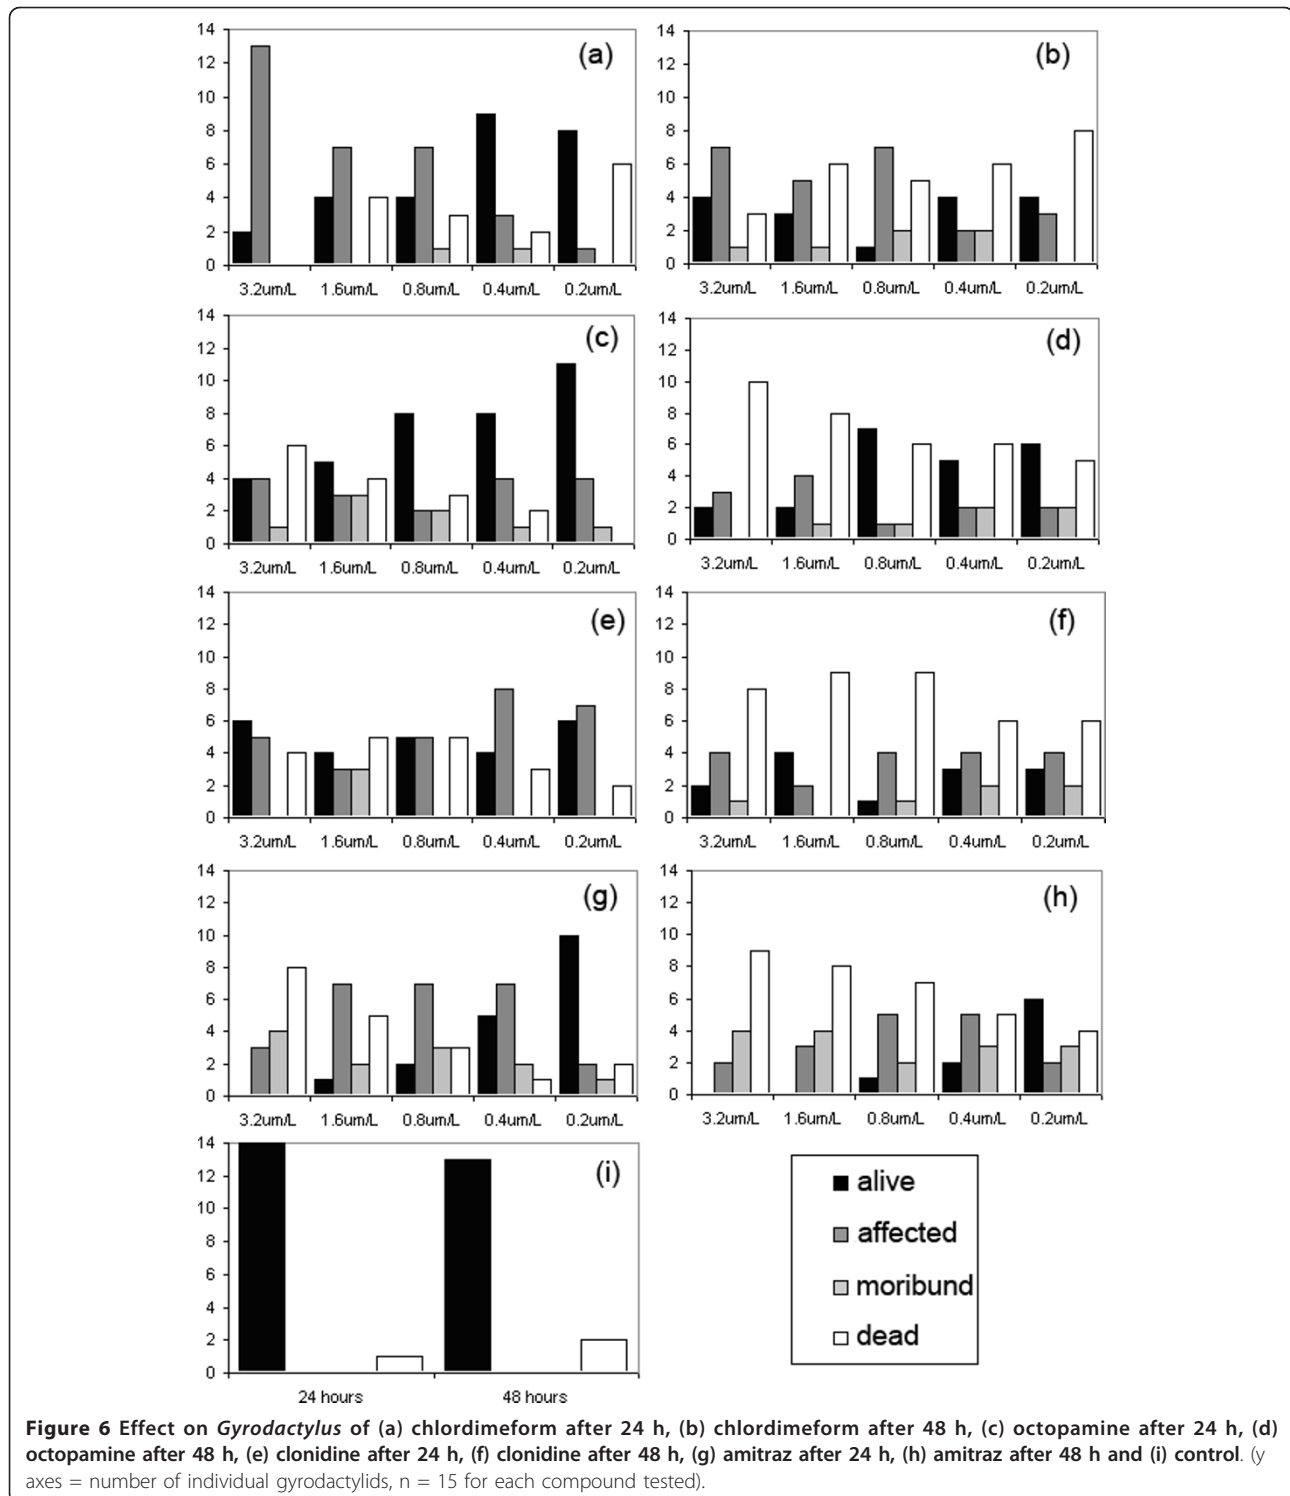 14
12
10
8
6
4
2
0
(a)
3.2um/L 1.6um/L 0.8um/L 0.4um/L 0.2um/L
14
12
10
8
6
4
2
0
(b)
3.2um/L 1.6um/L 0.8um/L 0.4um/L 0.2um/L
14
12
10
8
6
4
2
0
(c)
3.2um/L 1.6um/L 0.8um/L 0.4um/L 0.2um/L
14
12
10
8
6
4
2
0
(d)
3.2um/L 1.6um/L 0.8um/L 0.4um/L 0.2um/L
14
12
10
8
6
4
2
0
(e)
3.2um/L 1.6um/L 0.8um/L 0.4um/L 0.2um/L
14
12
10
8
6
4
2
0
(f)
3.2um/L 1.6um/L 0.8um/L 0.4um/L 0.2um/L
14
12
10
8
6
4
2
0
(g)
3.2um/L 1.6um/L 0.8um/L 0.4um/L 0.2um/L
14
12
10
8
6
4
2
0
(h)
3.2um/L 1.6um/L 0.8um/L 0.4um/L 0.2um/L
14
12
10
8
6
4
2
0
(i)
24 hours 48 hours
alive
affected
moribund
dead
Figure 6 Effect on Gyrodactylus of (a) chlordimeform after 24 h, (b) chlordimeform after 48 h, (c) octopamine after 24 h, (d)
octopamine after 48 h, (e) clonidine after 24 h, (f) clonidine after 48 h, (g) amitraz after 24 h, (h) amitraz after 48 h and (i) control. (y
axes = number of individual gyrodactylids, n = 15 for each compound tested).